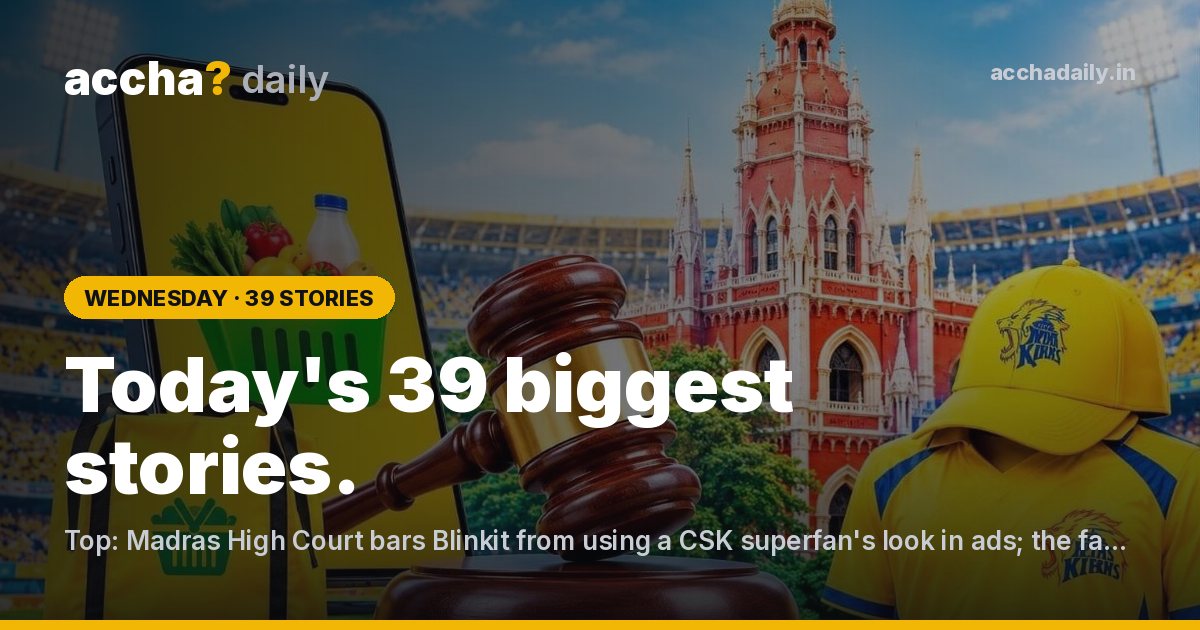 accha? daily
acchadaily.in
WEDNESDAY · 39 STORIES
Today's 39 biggest
stories.
Top: Madras High Court bars Blinkit from using a CSK superfan's look in ads; the fa...